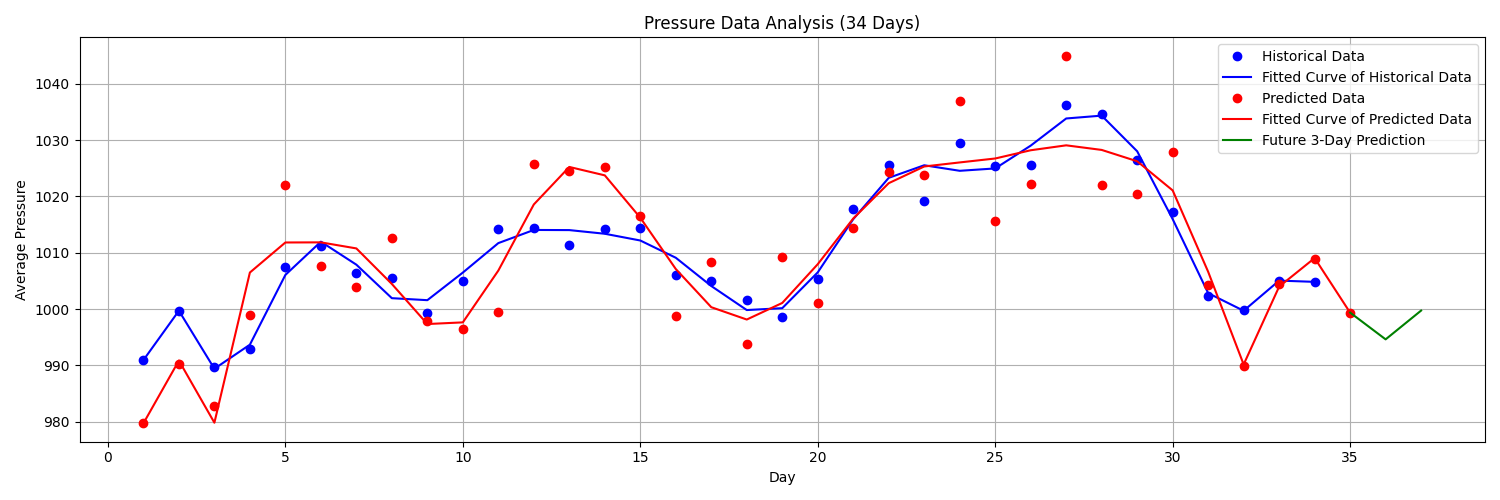 Pressure Data Analysis (34 Days)
Historical Data
Fitted Curve of Historical Data
Predicted Data
Fitted Curve of Predicted Data
Future 3-Day Prediction
Average Pressure
1040
1030
1020
1010
1000
990
980
0 5 10 15 20 25 30 35
Day